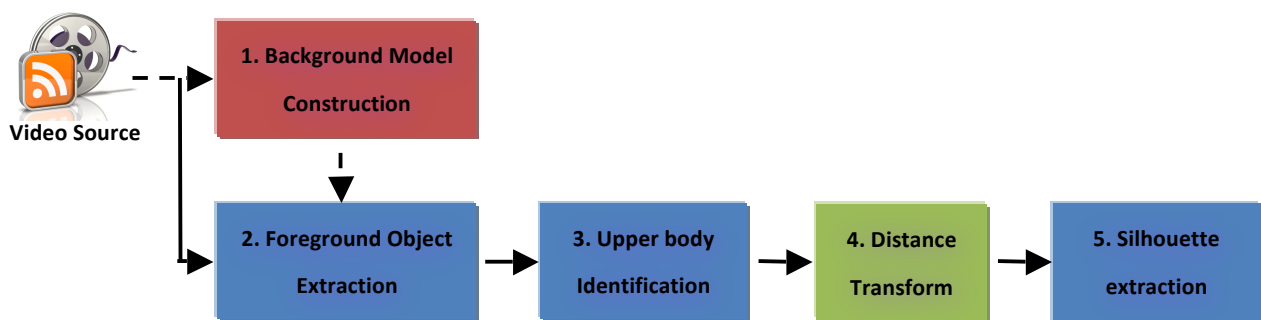 1. Background Model
Construction
Video Source
2. Foreground Object
Extraction
3. Upper body
Identification
4. Distance
Transform
5. Silhouette
extraction